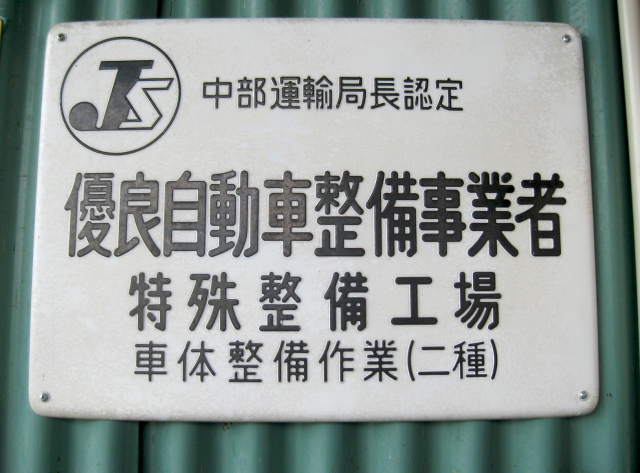 JS
中部運輸局長認定
優良自動車整備事業者
特殊整備工場
車体整備作業(二種)